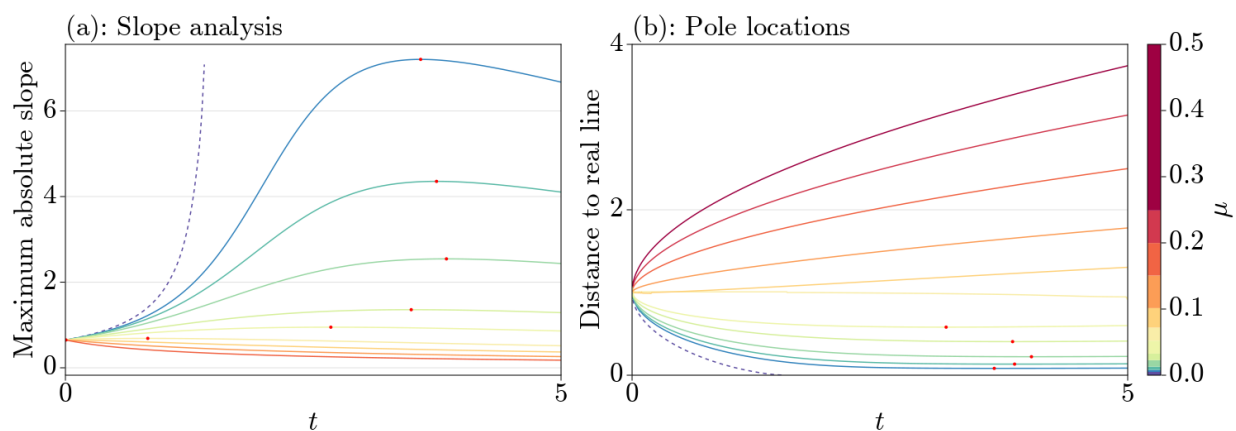 (a): Slope analysis
Maximum absolute slope
6
4
2
0
0
5
t
(b): Pole locations
Distance to real line
4
2
0
0
5
t
0.5
0.4
0.3
0.2
0.1
0.0
μ